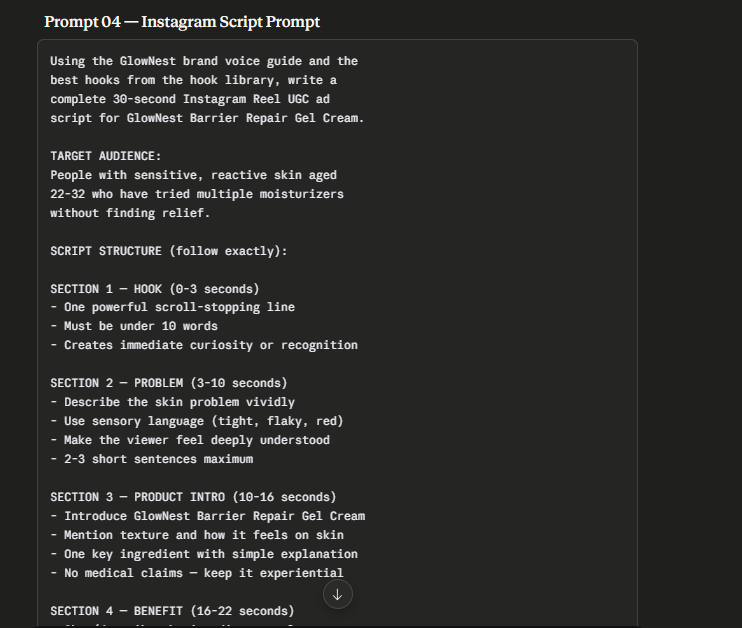 Prompt 04 — Instagram Script Prompt
Using the GlowNest brand voice guide and the
best hooks from the hook library, write a
complete 30-second Instagram Reel UGC ad
script for GlowNest Barrier Repair Gel Cream.
TARGET AUDIENCE:
People with sensitive, reactive skin aged
22-32 who have tried multiple moisturizers
without finding relief.
SCRIPT STRUCTURE (follow exactly):
SECTION 1 — HOOK (0-3 seconds)
- One powerful scroll-stopping line
- Must be under 10 words
- Creates immediate curiosity or recognition
SECTION 2 — PROBLEM (3-10 seconds)
- Describe the skin problem vividly
- Use sensory language (tight, flaky, red)
- Make the viewer feel deeply understood
- 2-3 short sentences maximum
SECTION 3 — PRODUCT INTRO (10-16 seconds)
- Introduce GlowNest Barrier Repair Gel Cream
- Mention texture and how it feels on skin
- One key ingredient with simple explanation
- No medical claims — keep it experiential
SECTION 4 — BENEFIT (16-22 seconds)